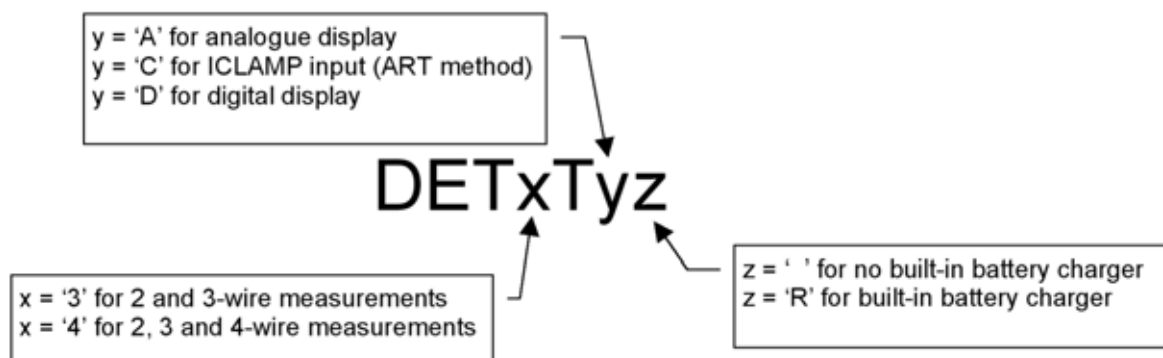 y = ‘A’ for analogue display
y = ‘C’ for ICLAMP input (ART method)
y = ‘D’ for digital display
DETxTyz
x = ‘3’ for 2 and 3-wire measurements
x = ‘4’ for 2, 3 and 4-wire measurements
z = ‘ ’ for no built-in battery charger
z = ‘R’ for built-in battery charger